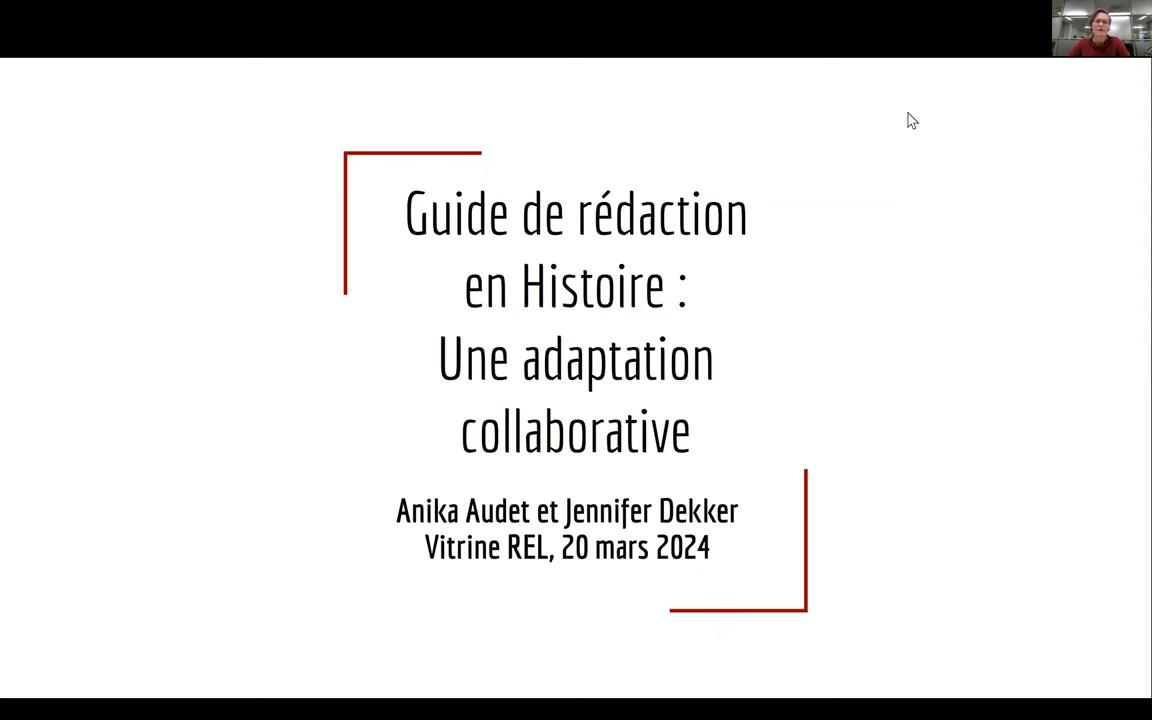 Guide de rédaction
en Histoire :
Une adaptation
collaborative
Anika Audet et Jennifer Dekker
Vitrine REL, 20 mars 2024